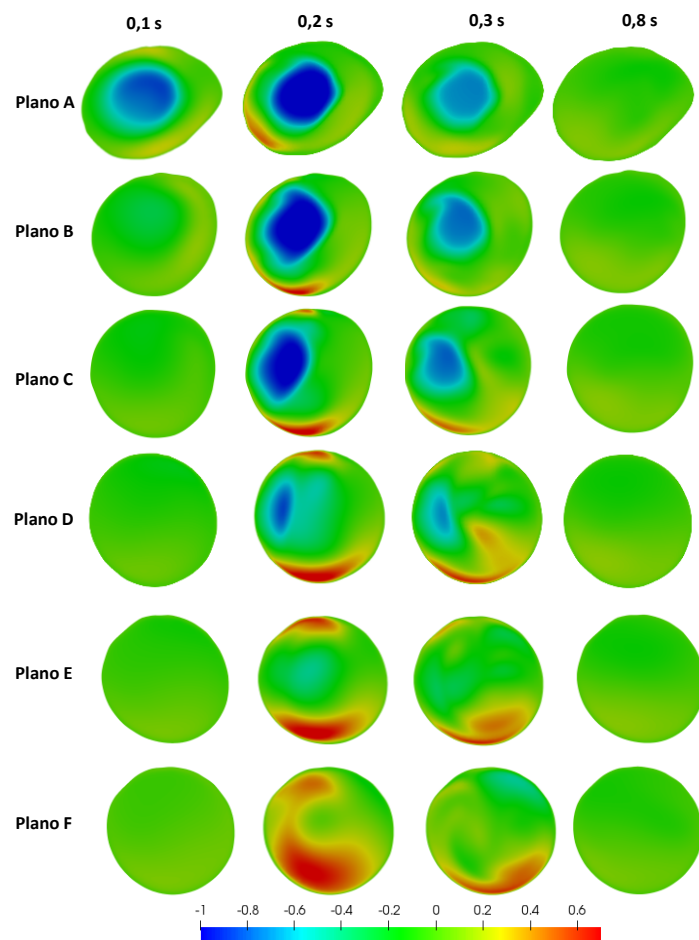 0,1 s 0,2 s 0,3 s 0,8 s
Plano A
Plano B
Plano C
Plano D
Plano E
Plano F
-1 -0.8 -0.6 -0.4 -0.2 0 0.2 0.4 0.6